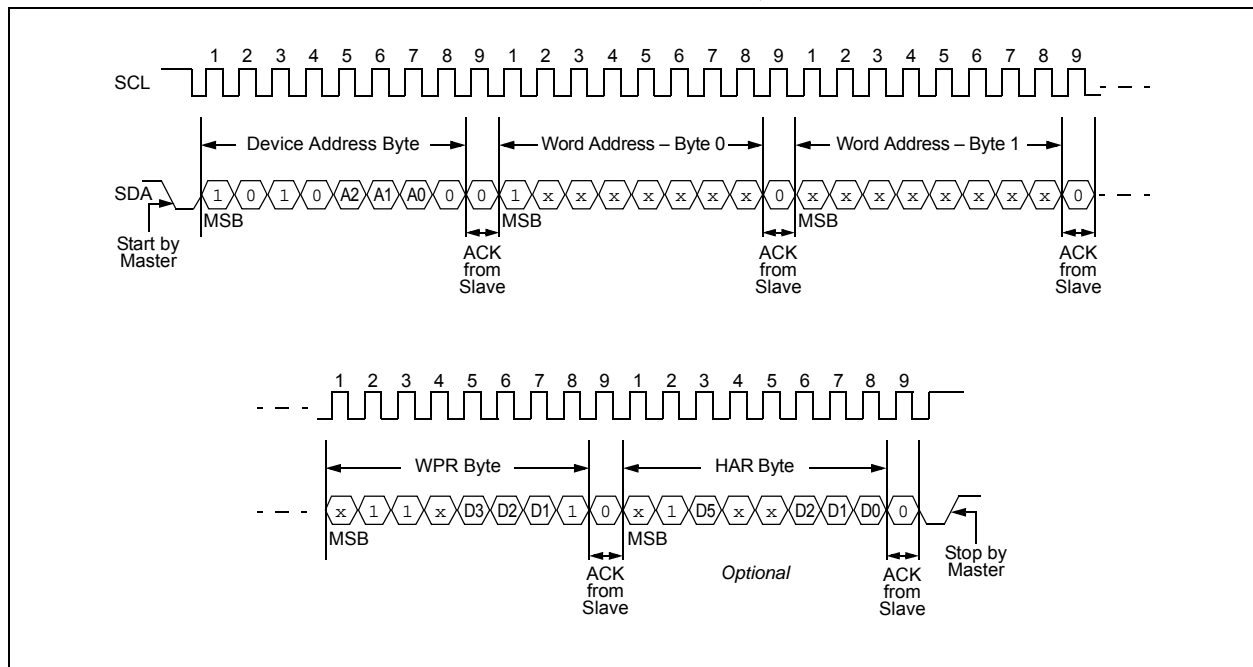 1 2 3 4 5 6 7 8 9 1 2 3 4 5 6 7 8 9 1 2 3 4 5 6 7 8 9
SCL
Device Address Byte
Word Address – Byte 0
Word Address – Byte 1
SDA 1 0 1 0 A2 A1 A0 0 0 1 x x x x x x x 0 x x x x x x x x 0
MSB
MSB
MSB
Start by
Master
ACK
from
Slave
ACK
from
Slave
ACK
from
Slave
1 2 3 4 5 6 7 8 9 1 2 3 4 5 6 7 8 9
WPR Byte
HAR Byte
x 1 1 x D3 D2 D1 1 0 x 1 D5 x x D2 D1 D0 0
MSB
MSB
ACK
from
Slave
Optional
ACK
from
Slave
Stop by
Master